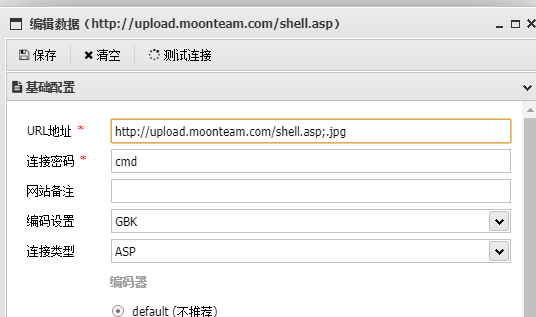 编辑数据 (http://upload.moonteam.com/shell.asp)
保存 清空 测试连接
基础配置
URL地址 * http://upload.moonteam.com/shell.asp;.jpg
连接密码 * cmd
网站备注
编码设置 GBK
连接类型 ASP
编码器
default (不推荐)